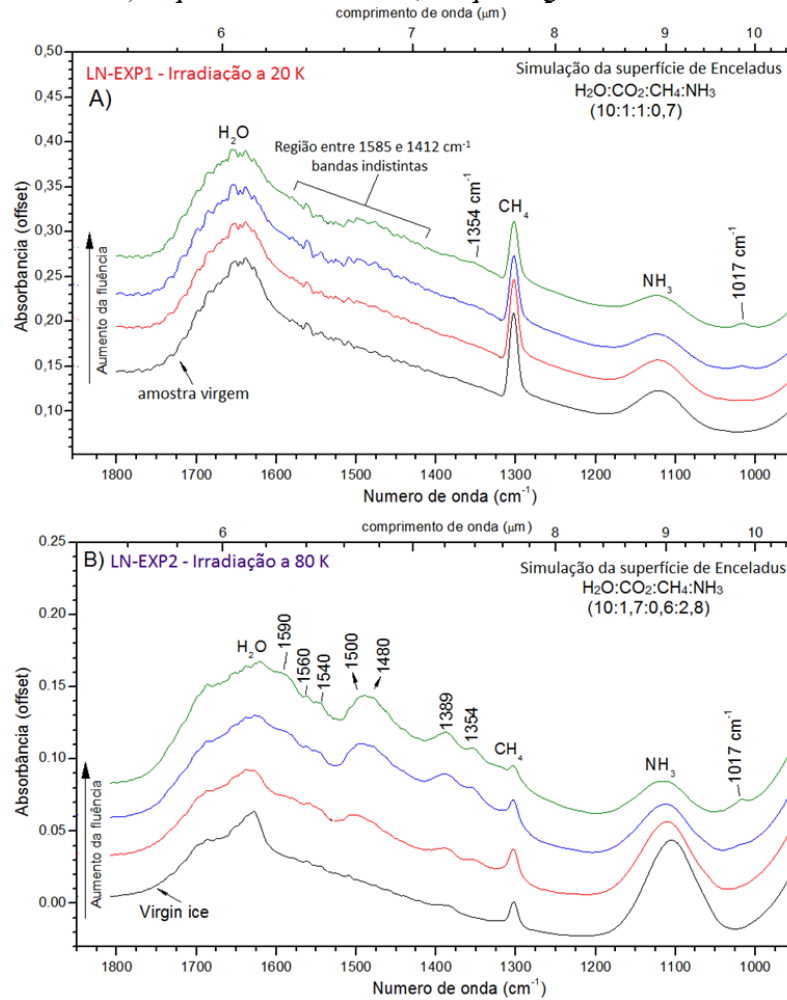 comprimento de onda (µm)
6 7 8 9 10
LN-EXP1 - Irradiação a 20 K
A)
Simulação da superfície de Enceladus
H₂O:CO₂:CH₄:NH₃
(10:1:1:0,7)
H₂O
Região entre 1585 e 1412 cm⁻¹
bandas indistintas
1354 cm⁻¹
CH₄
NH₃
1017 cm⁻¹
Aumento da fluência
amostra virgem
Absorbancia (offset)
0,50
0,45
0,40
0,35
0,30
0,25
0,20
0,15
0,10
1800 1700 1600 1500 1400 1300 1200 1100 1000
Numero de onda (cm⁻¹)
comprimento de onda (µm)
6 7 8 9 10
B) LN-EXP2 - Irradiação a 80 K
Simulação da superfície de Enceladus
H₂O:CO₂:CH₄:NH₃
(10:1,7:0,6:2,8)
H₂O
1590
1560
1540
1500
1480
1389
1354
CH₄
NH₃
1017 cm⁻¹
Aumento da fluência
Virgin ice
Absorbância (offset)
0.25
0.20
0.15
0.10
0.05
0.00
1800 1700 1600 1500 1400 1300 1200 1100 1000
Numero de onda (cm⁻¹)